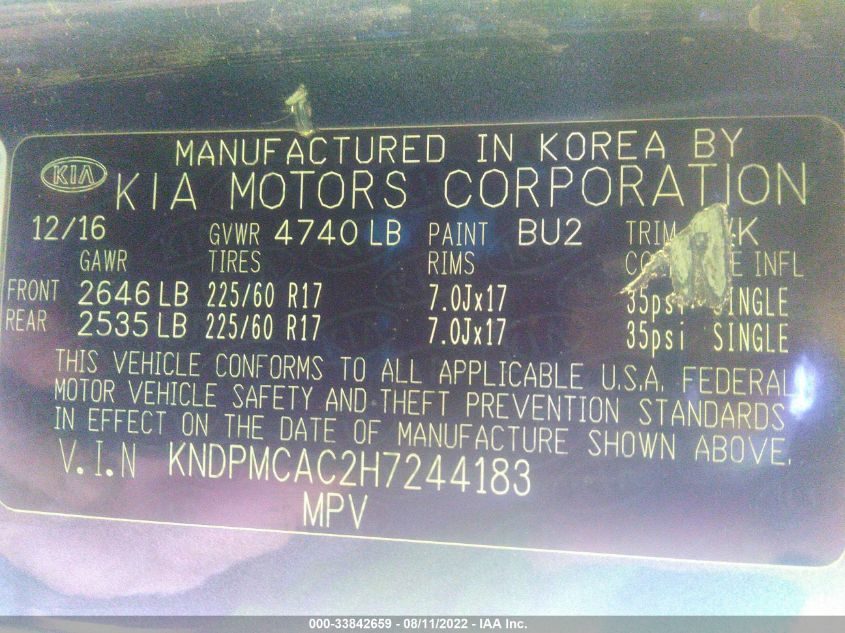 MANUFACTURED IN KOREA BY
KIA KIA MOTORS CORPORATION
12/16 GVWR 4740 LB PAINT BU2 TRIM
GAWR TIRES RIMS INFL
FRONT 2646 LB 225/60 R17 7.0Jx17 35psi SINGLE
REAR 2535 LB 225/60 R17 7.0Jx17 35psi SINGLE
THIS VEHICLE CONFORMS TO ALL APPLICABLE U.S.A. FEDERAL
MOTOR VEHICLE SAFETY AND THEFT PREVENTION STANDARDS
IN EFFECT ON THE DATE OF MANUFACTURE SHOWN ABOVE.
V.I.N KNDPMCAC2H7244183
MPV
000-33842659 - 08/11/2022 - IAA Inc.